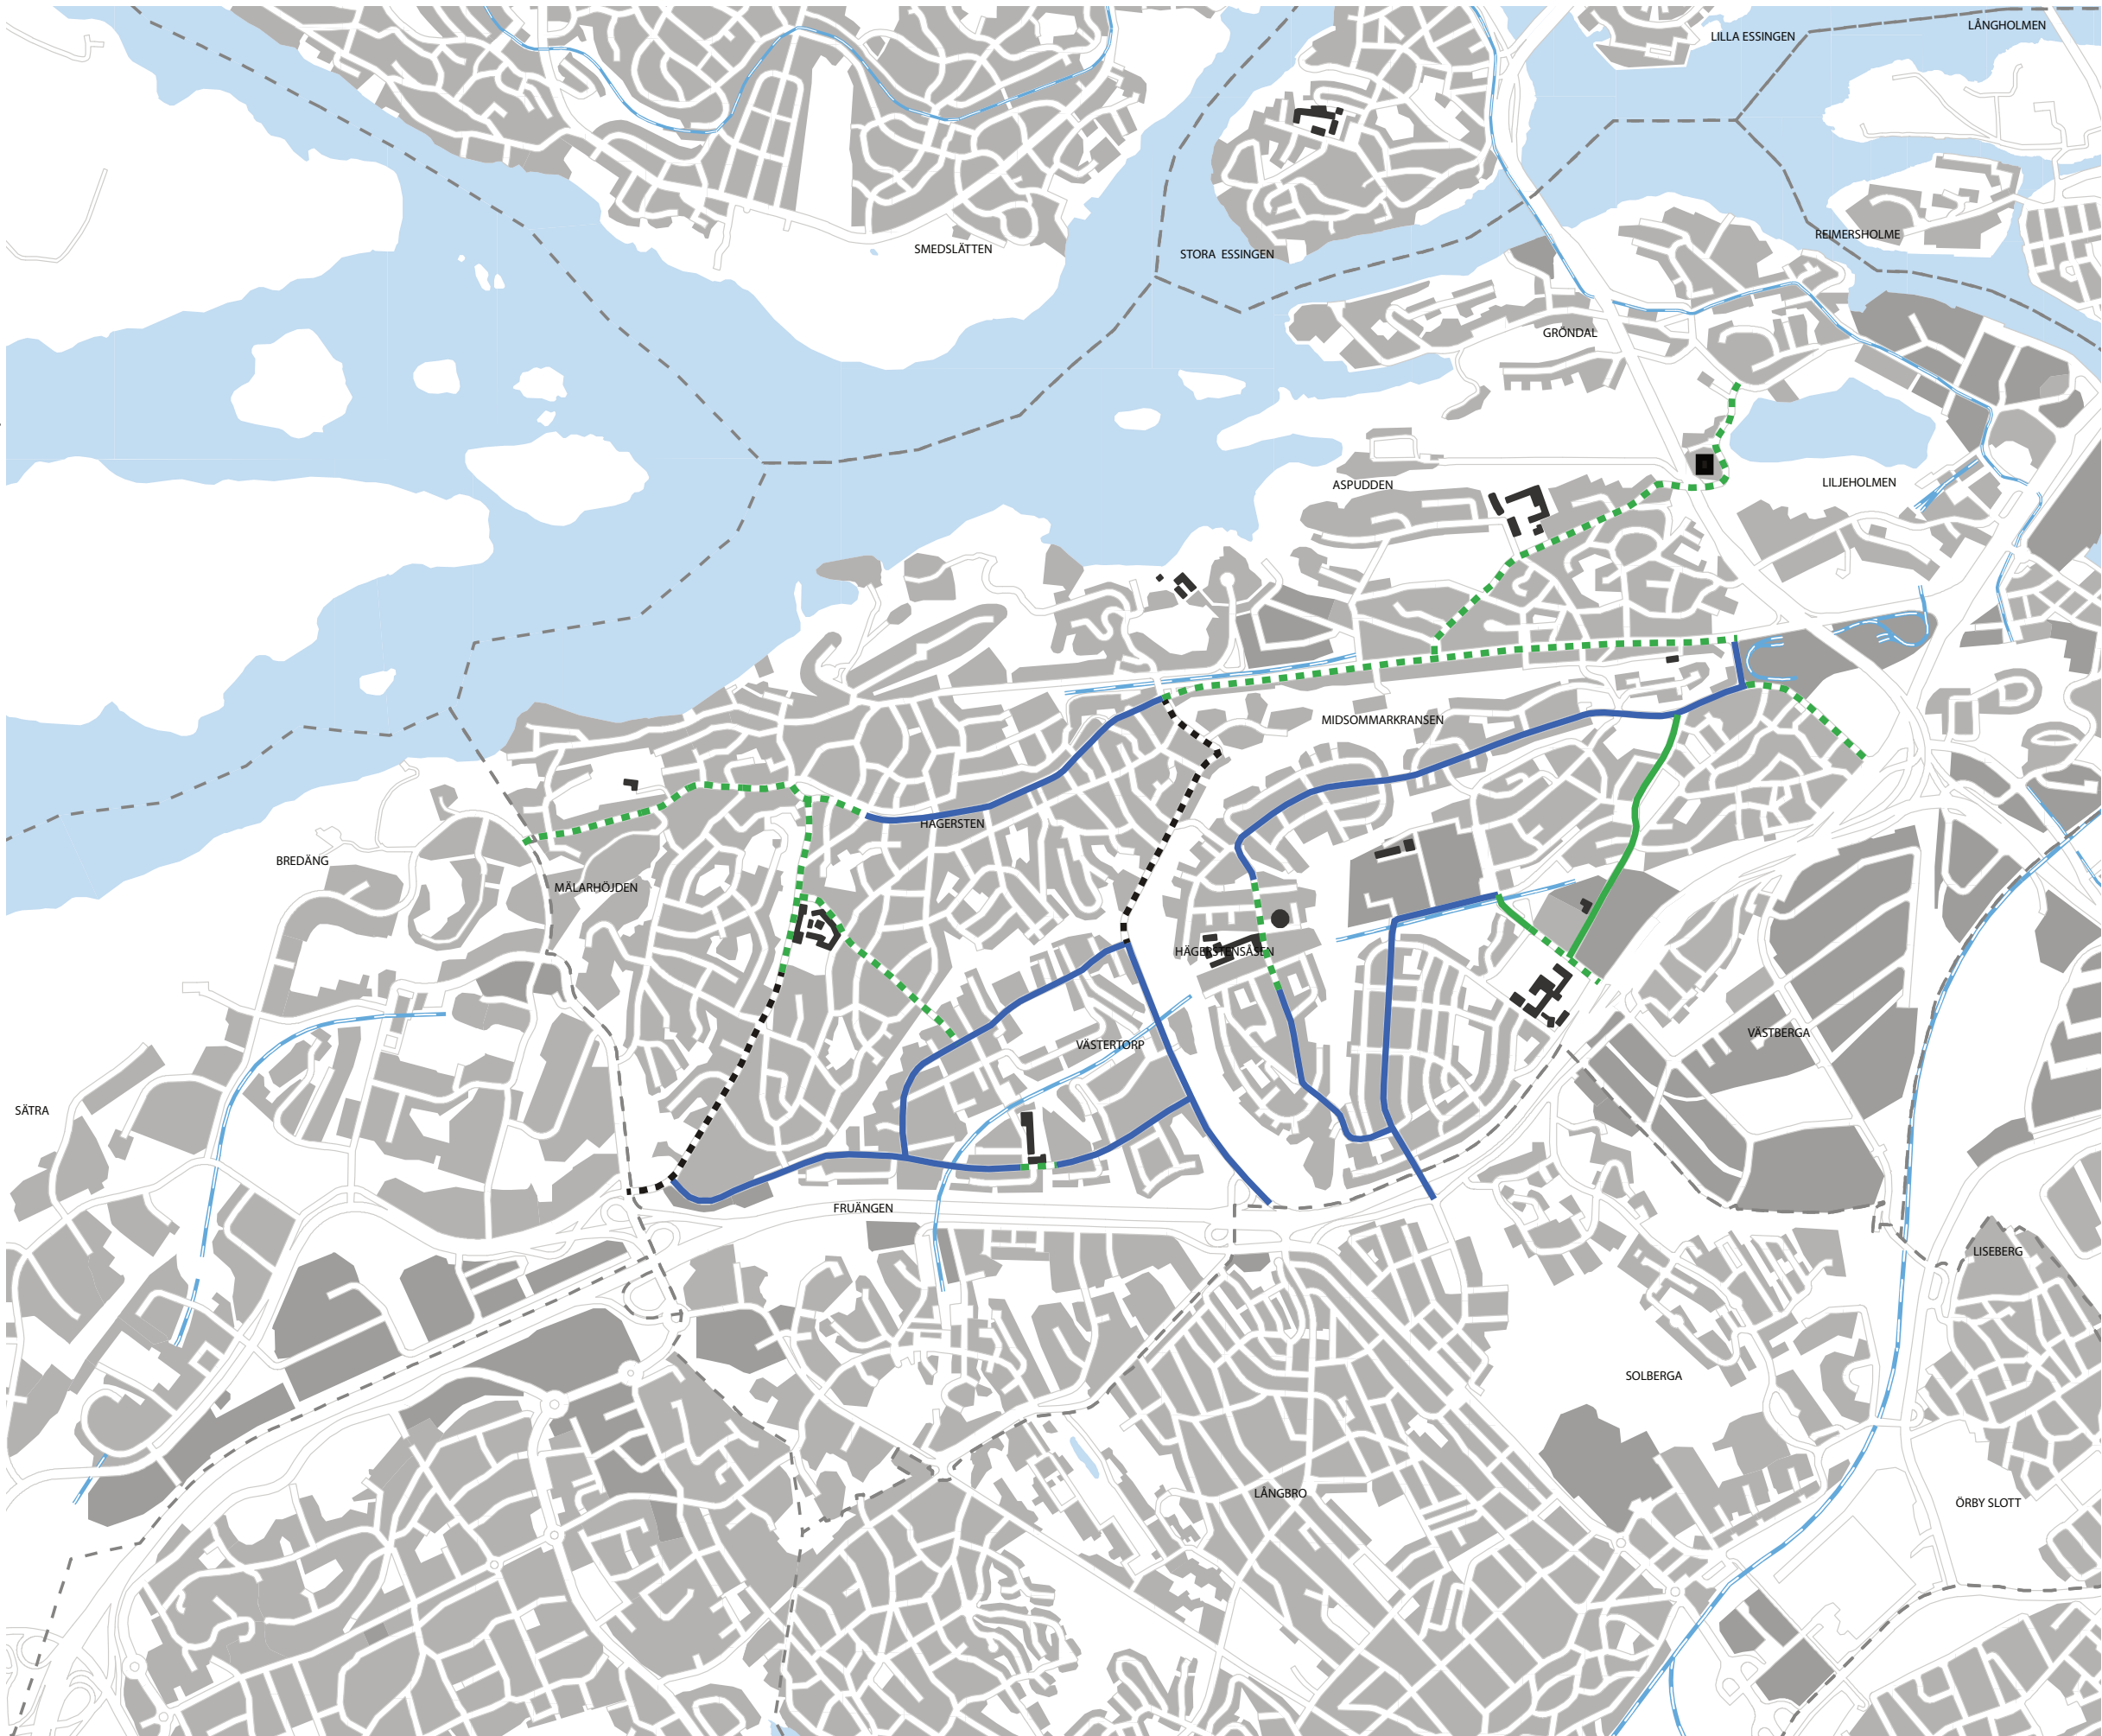 LÅNGHOLMEN
LILLA ESSINGEN
REIMERSHOLME
SMEDSLÄTTEN
STORA ESSINGEN
GRÖNDAL
LILJEHOLMEN
ASPUDDEN
MIDSOMMARKRANSEN
HÄGERSTEN
BREDÄNG
MÄLARHÖJDEN
HÄGERSTENSÅSEN
VÄSTBERGA
VÄSTERTORP
SÄTRA
FRUÄNGEN
LISEBERG
SOLBERGA
LÅNGBRO
ÖRBY SLOTT